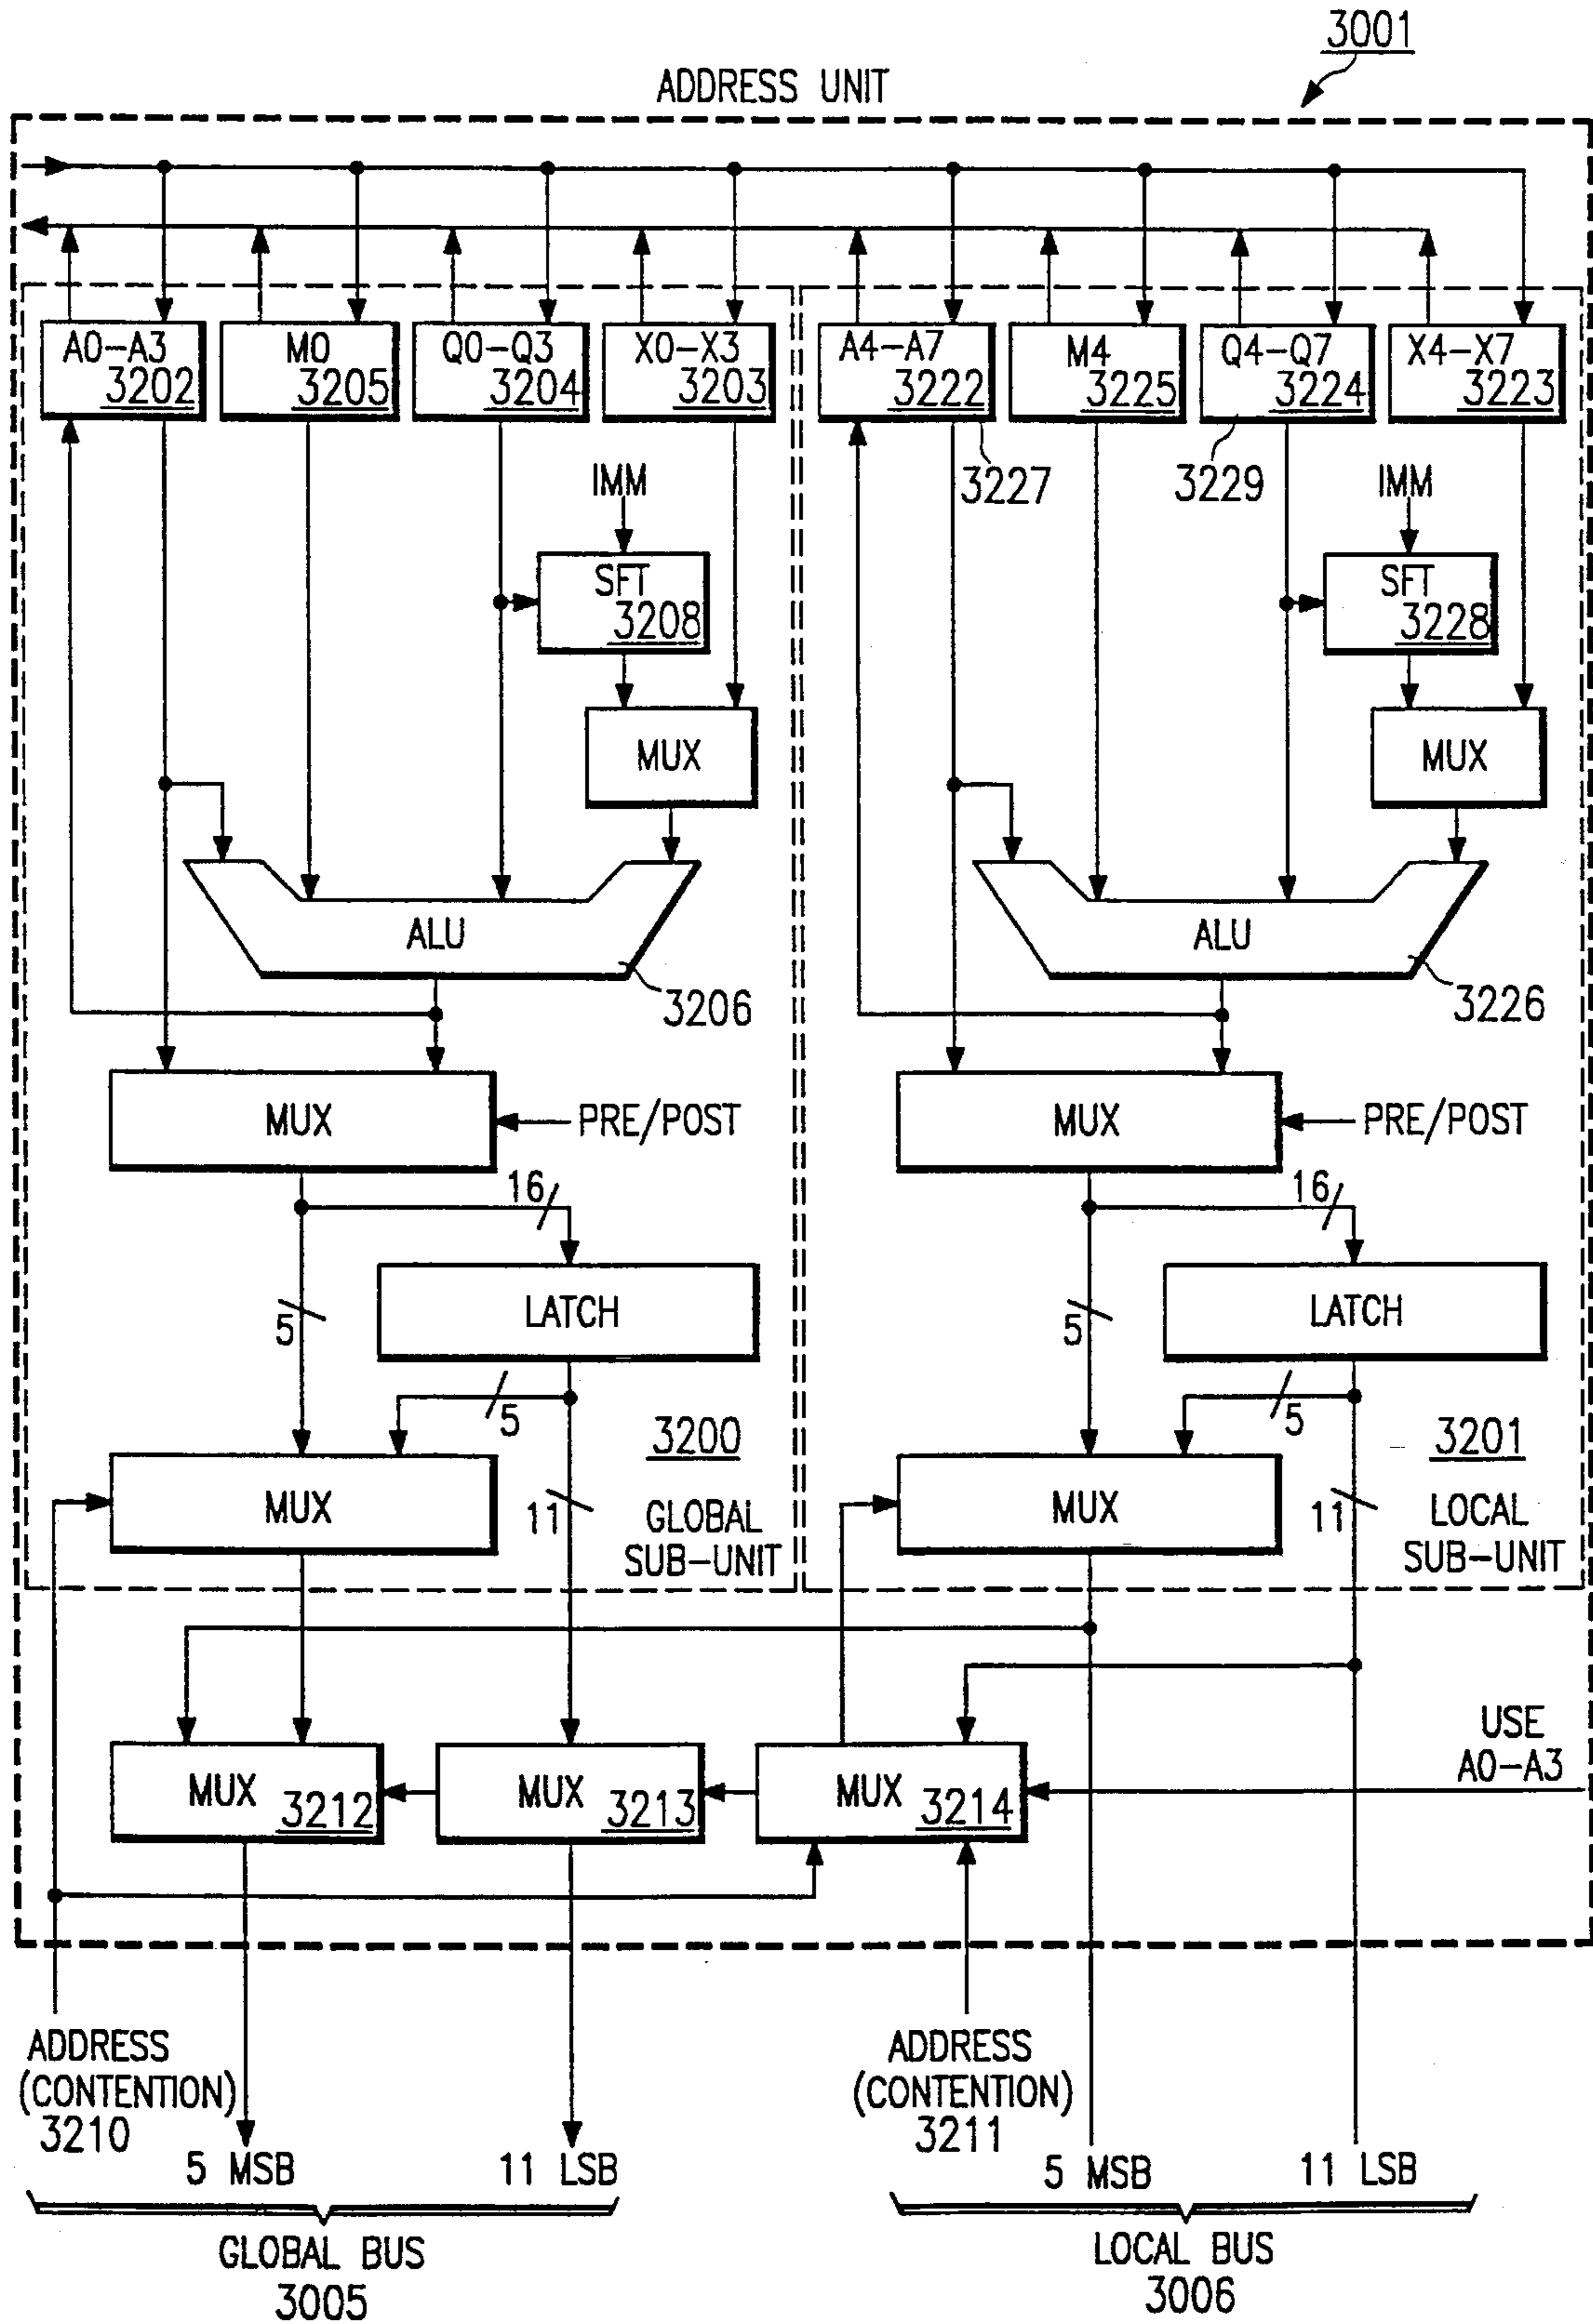 3001
ADDRESS UNIT
A0-A3
3202
M0
3205
Q0-Q3
3204
X0-X3
3203
A4-A7
3222
M4
3225
Q4-Q7
3224
X4-X7
3223
3227
3229
IMM
IMM
SFT
3208
SFT
3228
MUX
MUX
ALU
ALU
3206
3226
MUX
PRE/POST
MUX
PRE/POST
16
16
5
LATCH
5
LATCH
5
5
3200
3201
MUX
11
GLOBAL
SUB-UNIT
MUX
11
LOCAL
SUB-UNIT
USE
A0-A3
MUX
3212
MUX
3213
MUX
3214
ADDRESS
(CONTENTION)
3210
ADDRESS
(CONTENTION)
3211
5 MSB
11 LSB
5 MSB
11 LSB
GLOBAL BUS
3005
LOCAL BUS
3006